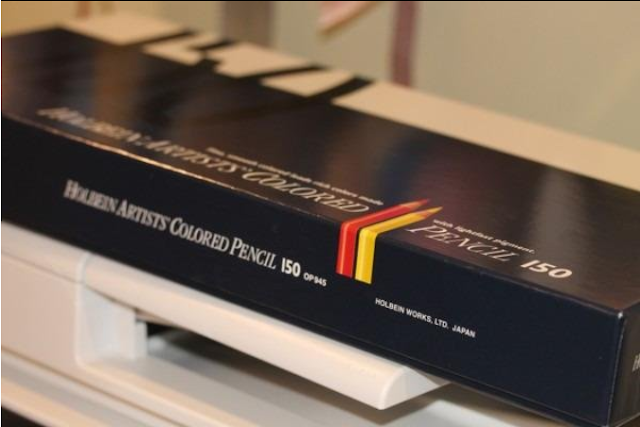 HOLBEIN ARTISTS' COLORED PENCIL 150
with lightfast pigment.
HOLBEIN ARTISTS' COLORED PENCIL 150 OP945
HOLBEIN WORKS, LTD. JAPAN